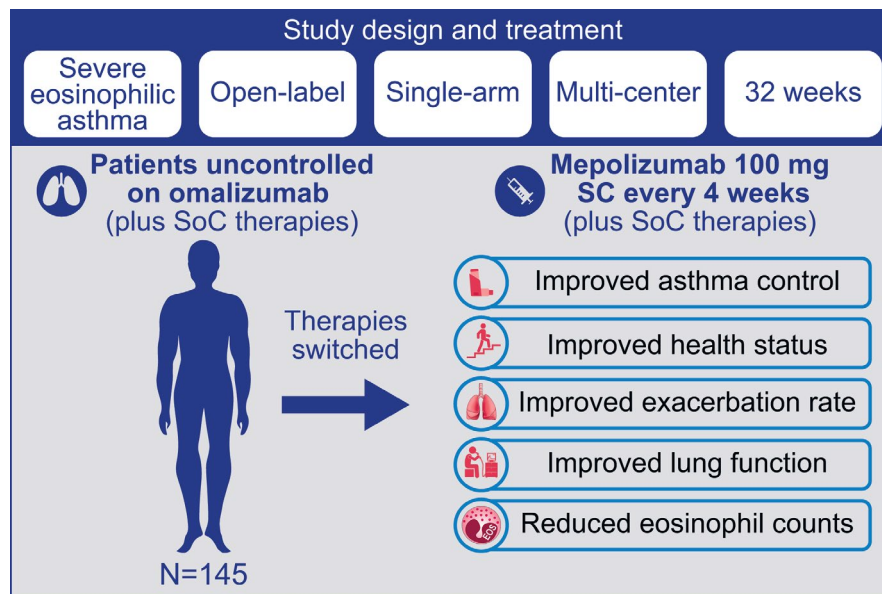 Study design and treatment
Severe
eosinophilic
asthma
Open-label
Single-arm
Multi-center
32 weeks
Patients uncontrolled
on omalizumab
(plus SoC therapies)
N=145
Therapies
switched
Mepolizumab 100 mg
SC every 4 weeks
(plus SoC therapies)
Improved asthma control
Improved health status
Improved exacerbation rate
Improved lung function
EOS
Reduced eosinophil counts